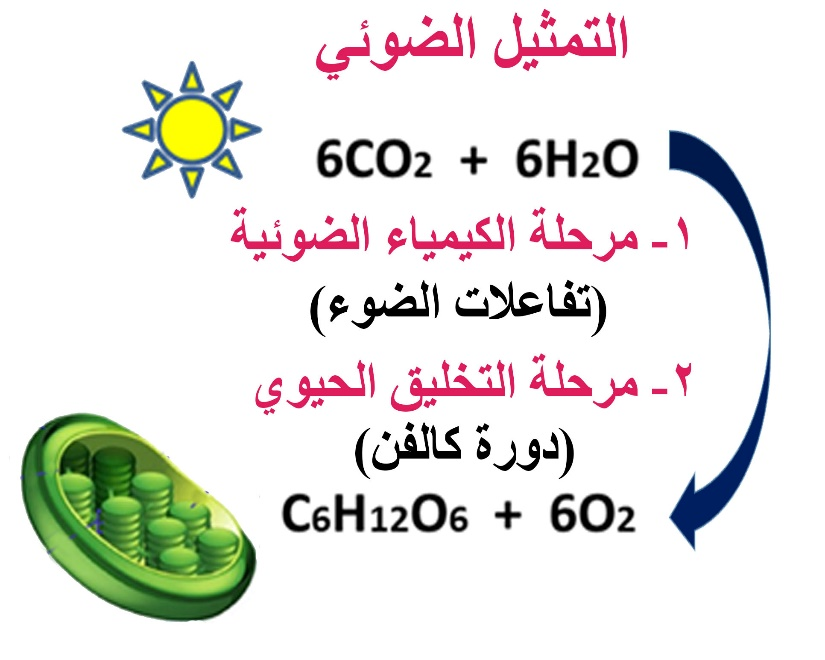 التمثيل الضوئي
6CO2 + 6H2O
١- مرحلة الكيمياء الضوئية
(تفاعلات الضوء)
٢- مرحلة التخليق الحيوي
(دورة كالفن)
C6H12O6 + 6O2